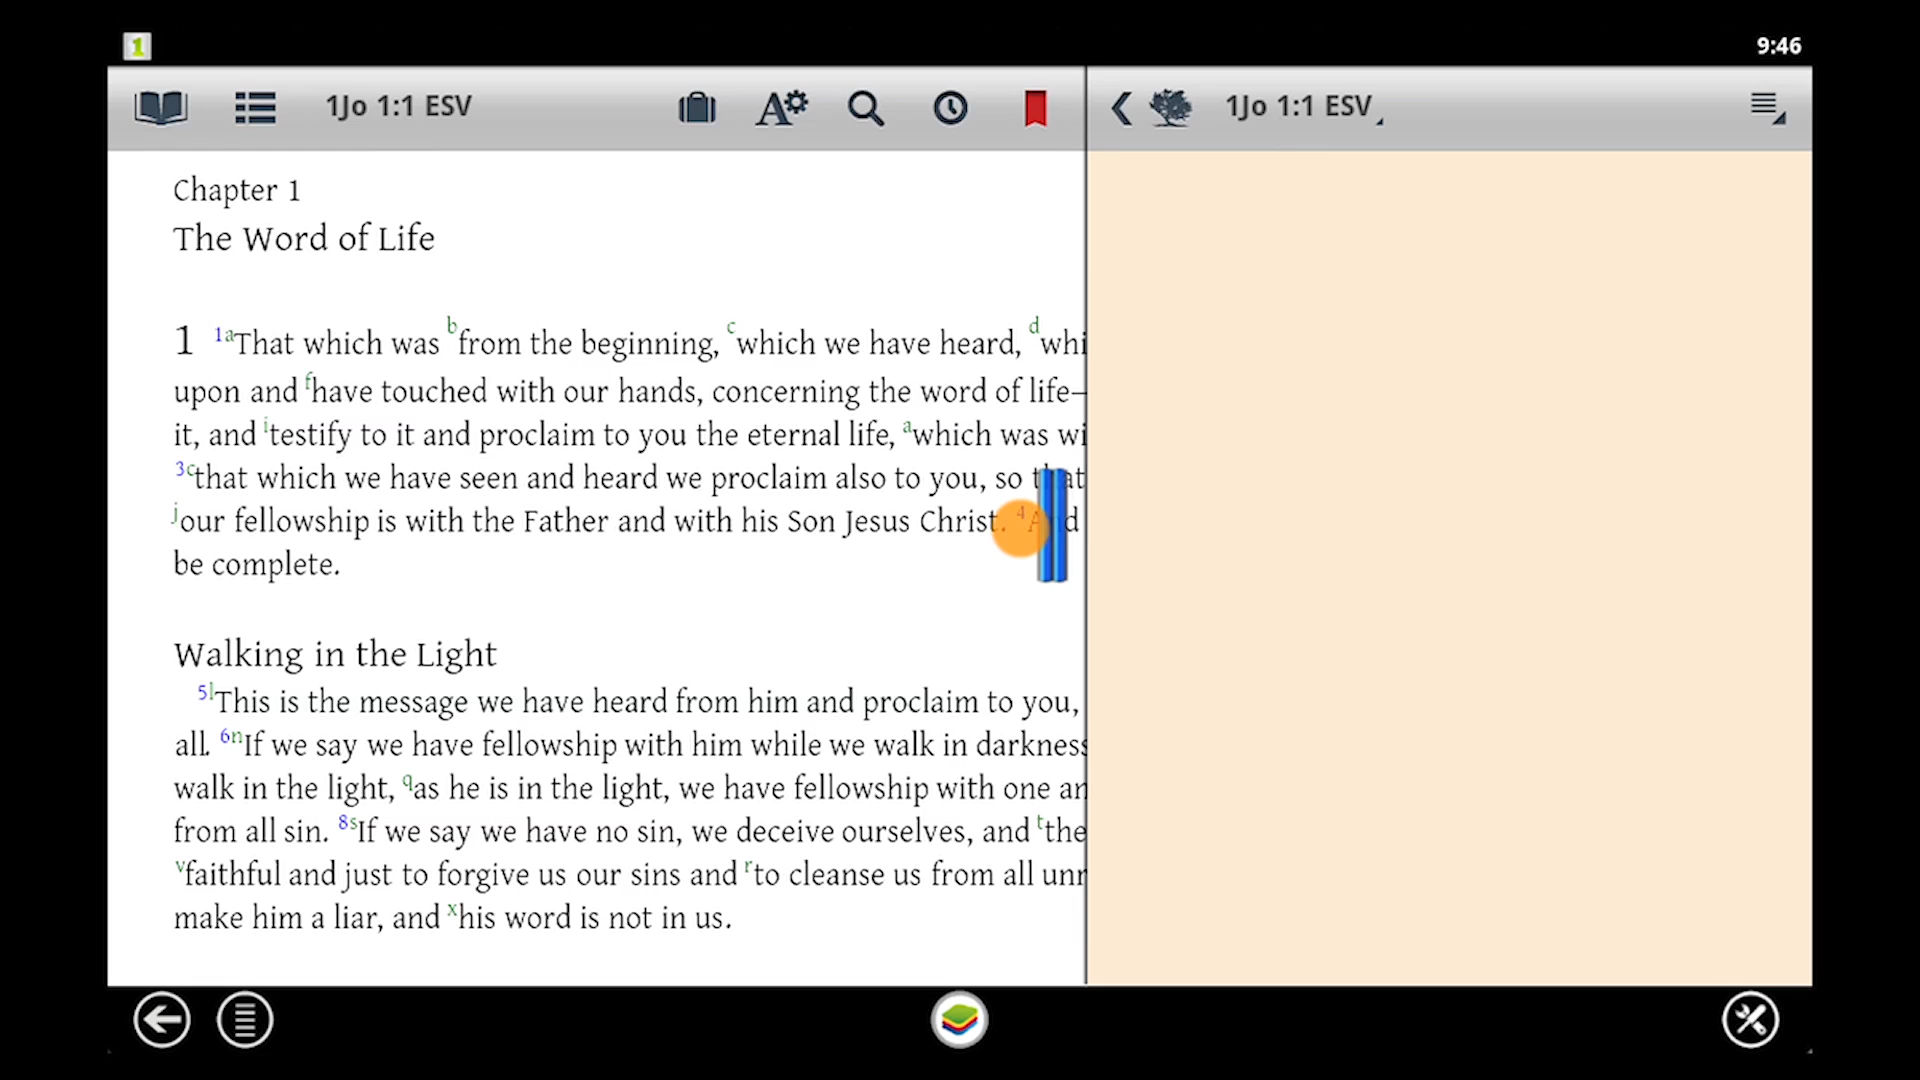 1
9:46
1Jo 1:1 ESV
1Jo 1:1 ESV
Chapter 1
The Word of Life
1 1aThat which was bfrom the beginning, cwhich we have heard, dwhi
upon and fhave touched with our hands, concerning the word of life–
it, and itestify to it and proclaim to you the eternal life, awhich was wi
3cthat which we have seen and heard we proclaim also to you, so that
jour fellowship is with the Father and with his Son Jesus Christ. 4And
be complete.
Walking in the Light
5lThis is the message we have heard from him and proclaim to you,
all. 6nIf we say we have fellowship with him while we walk in darkness
walk in the light, qas he is in the light, we have fellowship with one an
from all sin. 8sIf we say we have no sin, we deceive ourselves, and tthe
vfaithful and just to forgive us our sins and rto cleanse us from all unr
make him a liar, and xhis word is not in us.